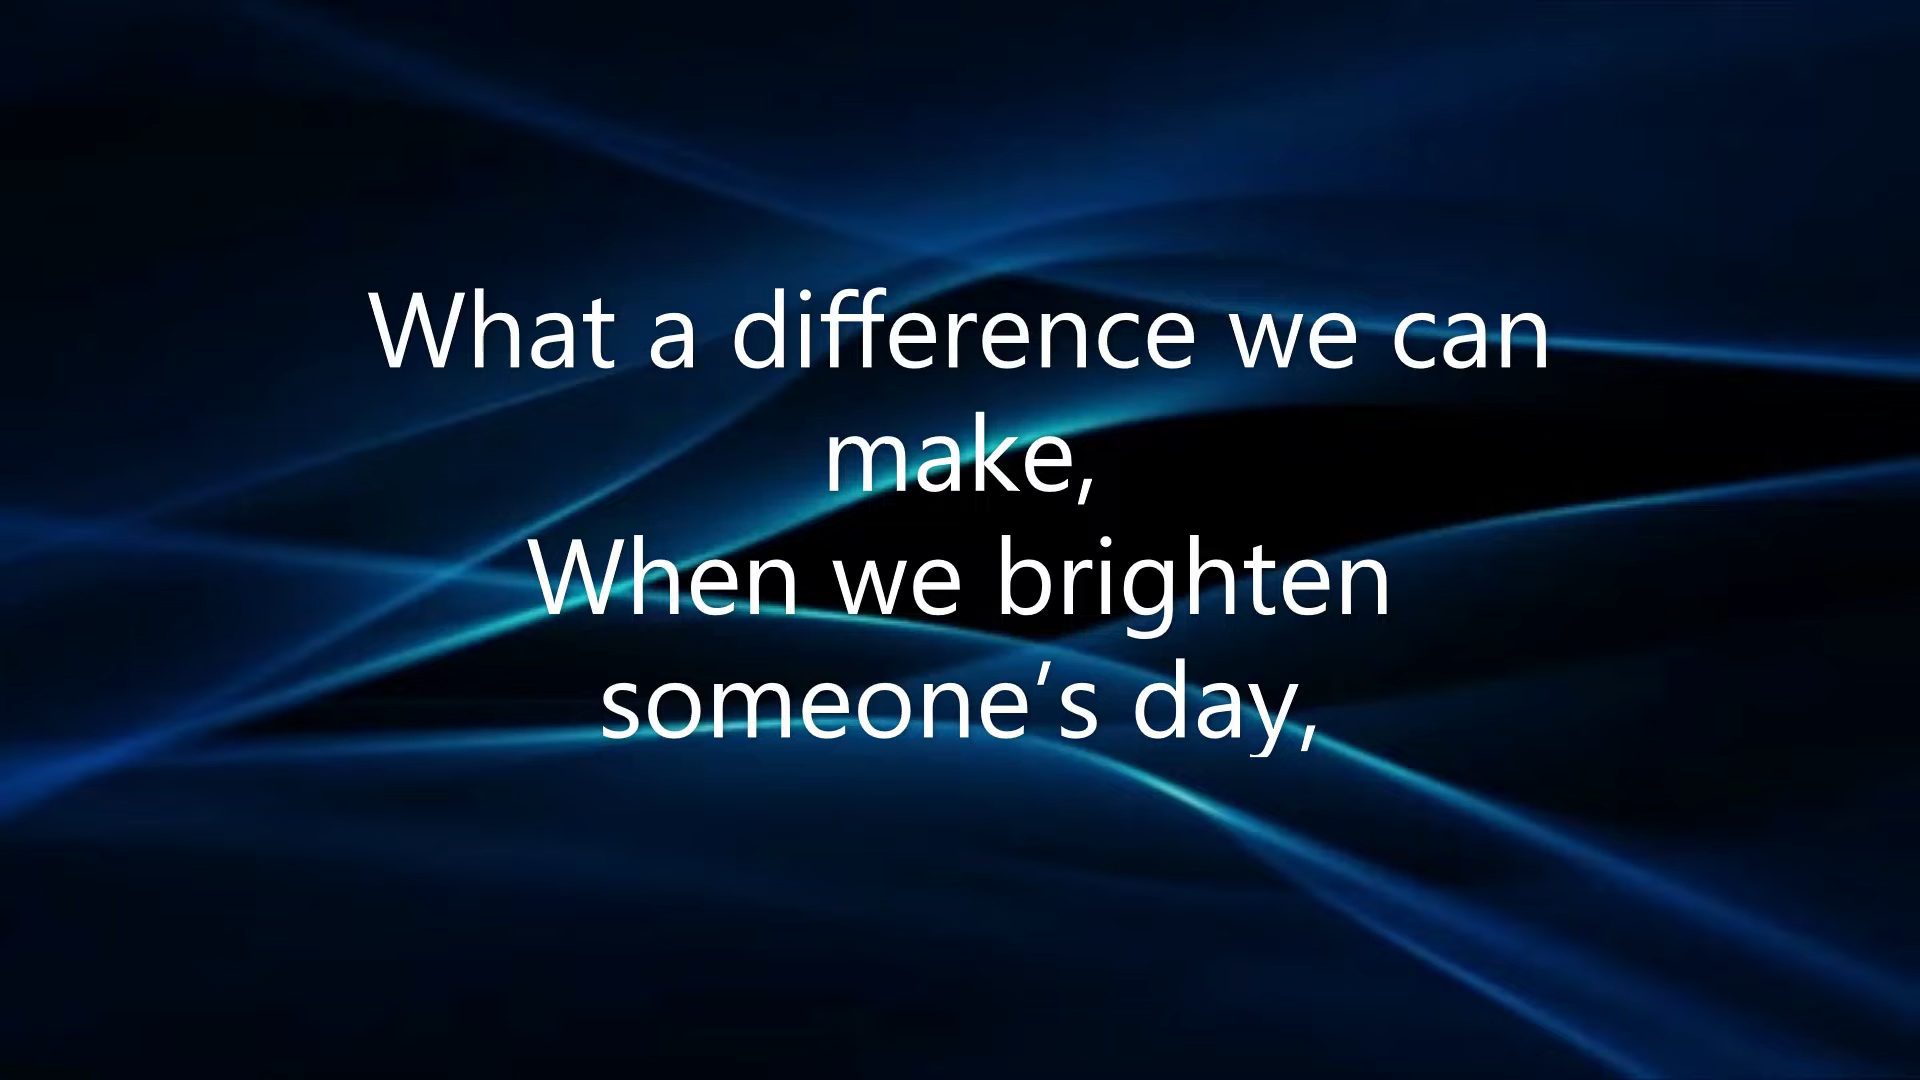 What a difference we can
make,
When we brighten
someone’s day,